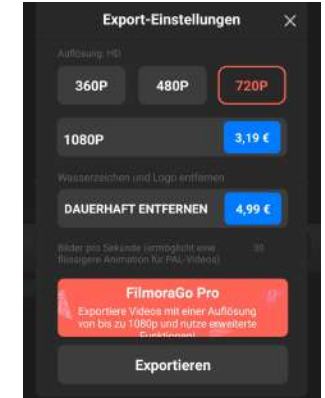 Export-Einstellungen
Auflösung: HD
360P 480P 720P
1080P 3,19 €
Wasserzeichen und Logo entfernen
DAUERHAFT ENTFERNEN 4,99 €
Bilder pro Sekunde (ermöglicht eine 30
flüssigere Animation für PAL-Videos)
FilmoraGo Pro
Exportiere Videos mit einer Auflösung
von bis zu 1080p und nutze erweiterte
Funktionen!
Exportieren